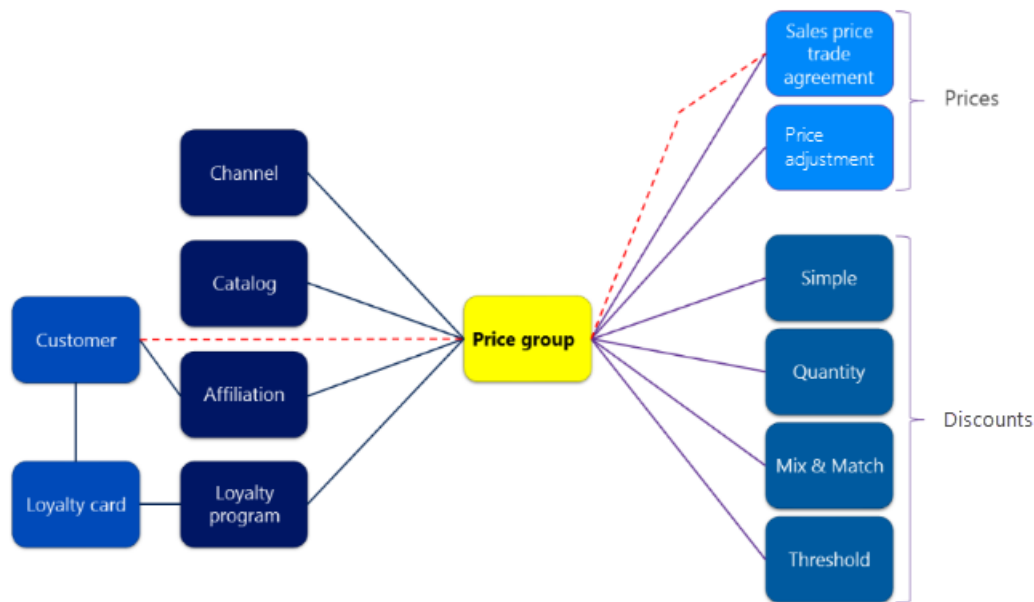 Sales price
trade
agreement
Prices
Price
adjustment
Channel
Catalog
Simple
Customer
Price group
Affiliation
Quantity
Discounts
Mix & Match
Loyalty card
Loyalty
program
Threshold